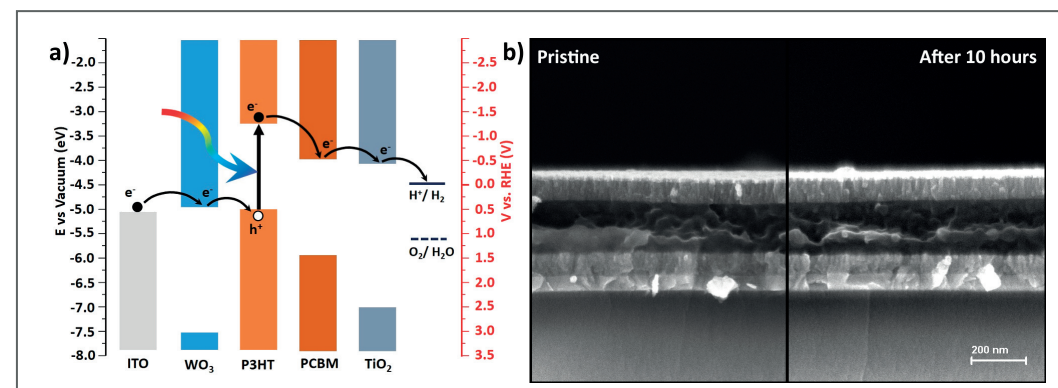 a)
E vs Vacuum (eV)
-2.0
-2.5
-3.0
-3.5
-4.0
-4.5
-5.0
-5.5
-6.0
-6.5
-7.0
-7.5
-8.0
e-
e-
e-
e-
e-
h+
H+/ H2
O2/ H2O
ITO
WO3
P3HT
PCBM
TiO2
-2.5
-2.0
-1.5
-1.0
-0.5
0.0
0.5
1.0
1.5
2.0
2.5
3.0
3.5
V vs. RHE (V)
b)
Pristine
After 10 hours
200 nm